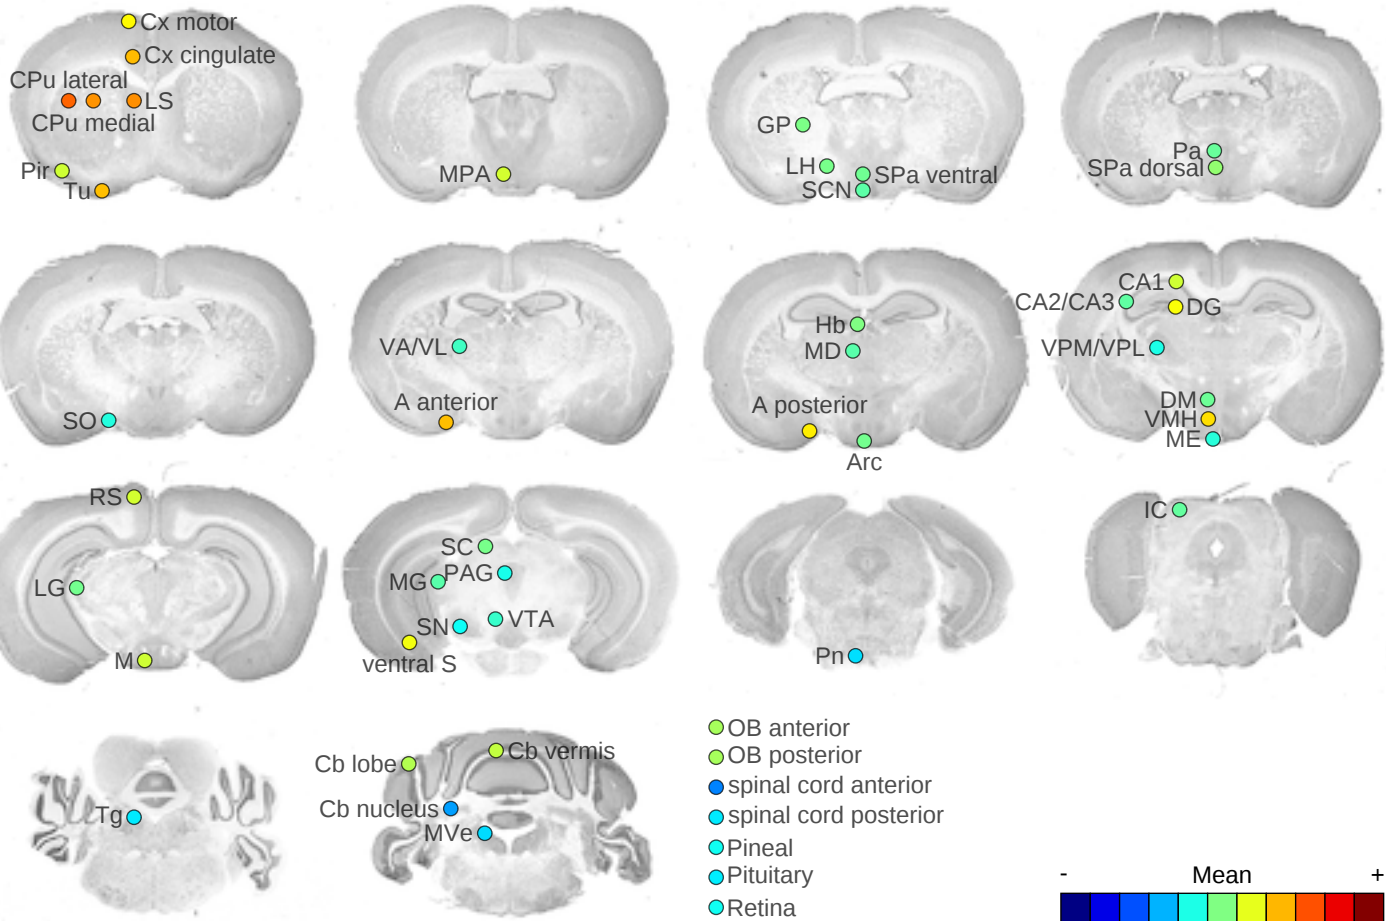 Cx motor
Cx cingulate
CPu lateral
LS
CPu medial
Pir
Tu
MPA
GP
LH
SPa ventral
SCN
Pa
SPa dorsal
SO
VA/VL
A anterior
Hb
MD
A posterior
Arc
CA1
CA2/CA3
DG
VPM/VPL
DM
VMH
ME
RS
LG
M
SC
MG
PAG
SN
VTA
ventral S
Pn
IC
Tg
Cb lobe
Cb vermis
Cb nucleus
MVe
OB anterior
OB posterior
spinal cord anterior
spinal cord posterior
Pineal
Pituitary
Retina
- Mean +